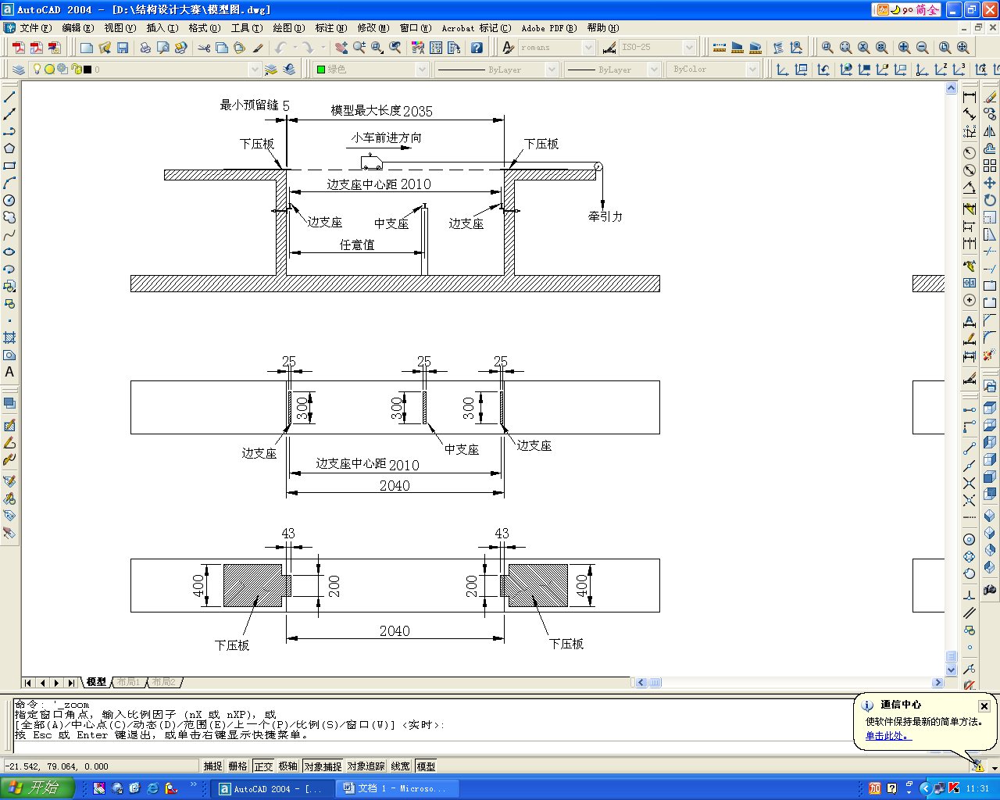 AutoCAD 2004 - [D:\结构设计大赛\模型图.dwg]
简全
文件(F) 编辑(E) 视图(V) 插入(I) 格式(O) 工具(T) 绘图(D) 标注(N) 修改(M) 窗口(W) Acrobat 标记(C) Adobe PDF(B) 帮助(H)
romans ISO-25
0 绿色 ByLayer ByLayer ByColor
最小预留缝 5
模型最大长度2035
小车前进方向
下压板
下压板
边支座中心距2010
边支座
中支座
边支座
牵引力
任意值
25
25
25
300
300
300
边支座
中支座
边支座
边支座中心距2010
2040
43
43
400
200
200
400
2040
下压板
下压板
模型 布局1 布局2
命令: '_zoom
指定窗口角点, 输入比例因子 (nX 或 nXP), 或
[全部(A)/中心点(C)/动态(D)/范围(E)/上一个(P)/比例(S)/窗口(W)] <实时>:
按 Esc 或 Enter 键退出, 或单击右键显示快捷菜单。
通信中心
使软件保持最新的简单方法。
单击此处。
-21.542, 79.064, 0.000 捕捉 栅格 正交 极轴 对象捕捉 对象追踪 线宽 模型
开始 AutoCAD 2004 - [... 文档 1 - Microso... 11:31